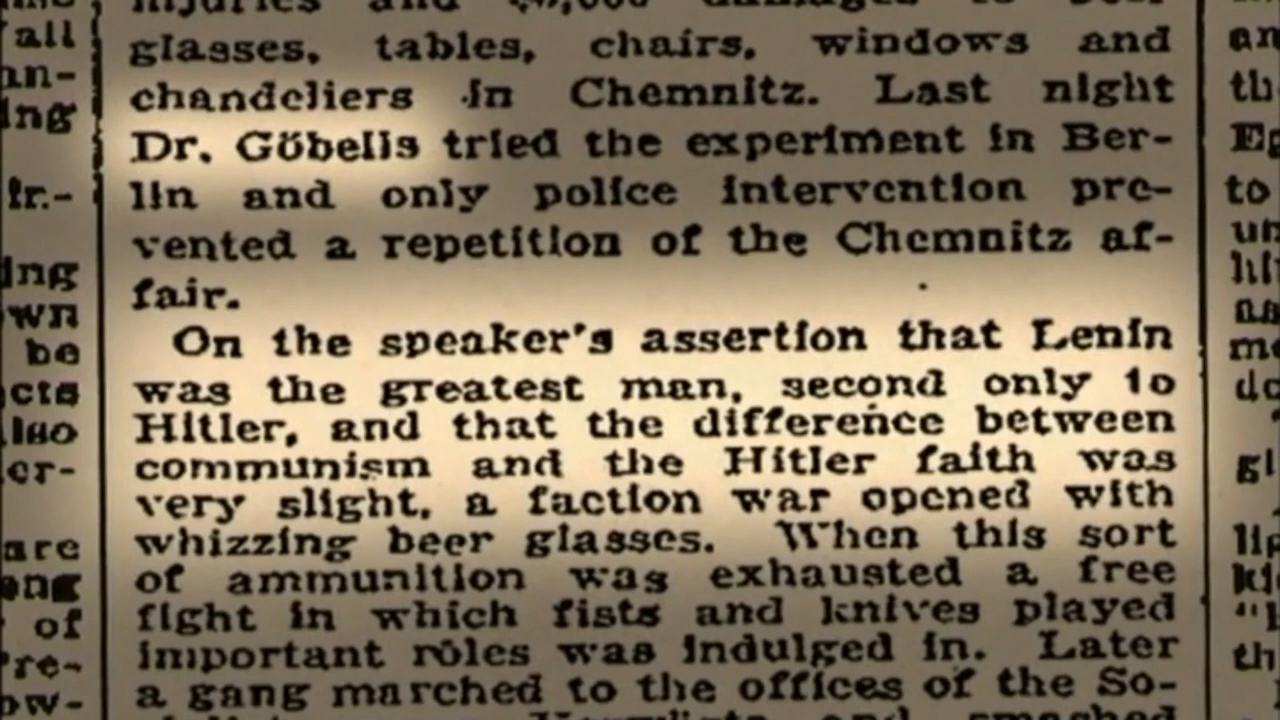 glasses, tables, chairs, windows and
chandeliers in Chemnitz. Last night
Dr. Göbells tried the experiment in Ber-
lin and only police intervention pre-
vented a repetition of the Chemnitz af-
fair.
On the speaker's assertion that Lenin
was the greatest man, second only to
Hitler, and that the difference between
communism and the Hitler faith was
very slight, a faction war opened with
whizzing beer glasses. When this sort
of ammunition was exhausted a free
fight in which fists and knives played
important rôles was indulged in. Later
a gang marched to the offices of the So-